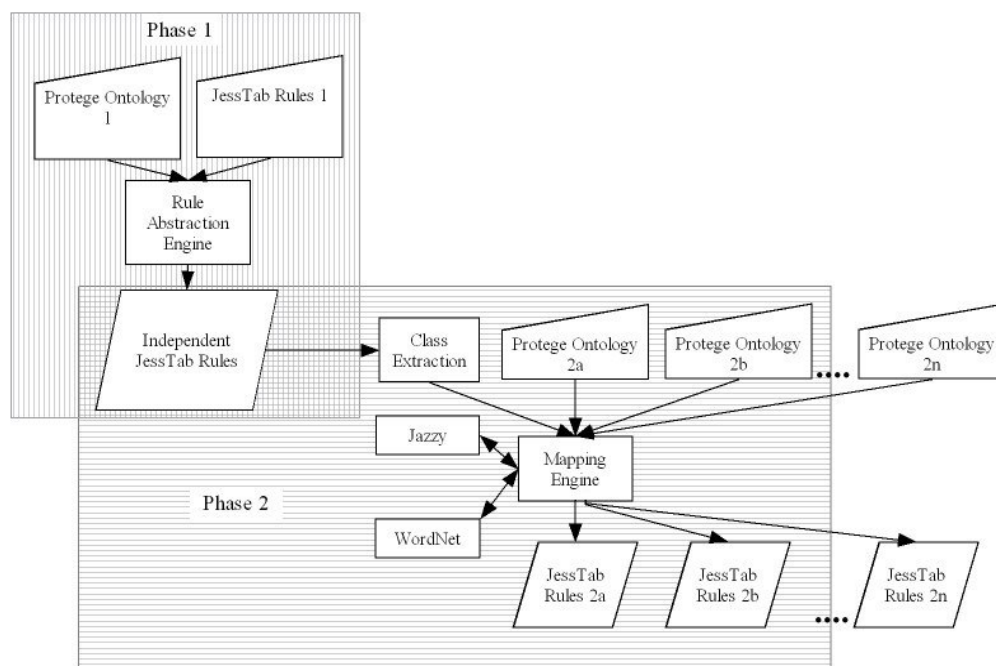 Phase 1
Protege Ontology
1
JessTab Rules 1
Rule
Abstraction
Engine
Independent
JessTab Rules
Class
Extraction
Protege Ontology
2a
Protege Ontology
2b
....
Protege Ontology
2n
Jazzy
Mapping
Engine
Phase 2
WordNet
JessTab
Rules 2a
JessTab
Rules 2b
....
JessTab
Rules 2n